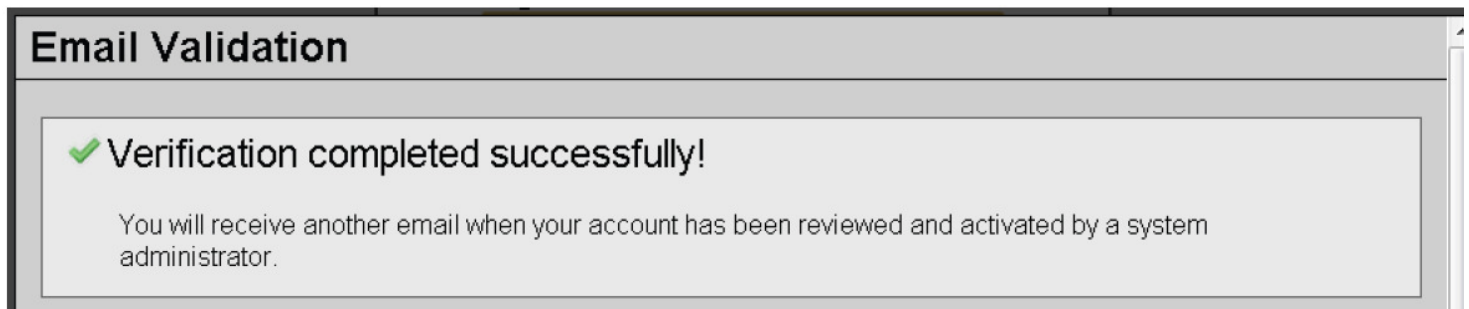 Email Validation
Verification completed successfully!
You will receive another email when your account has been reviewed and activated by a system
administrator.